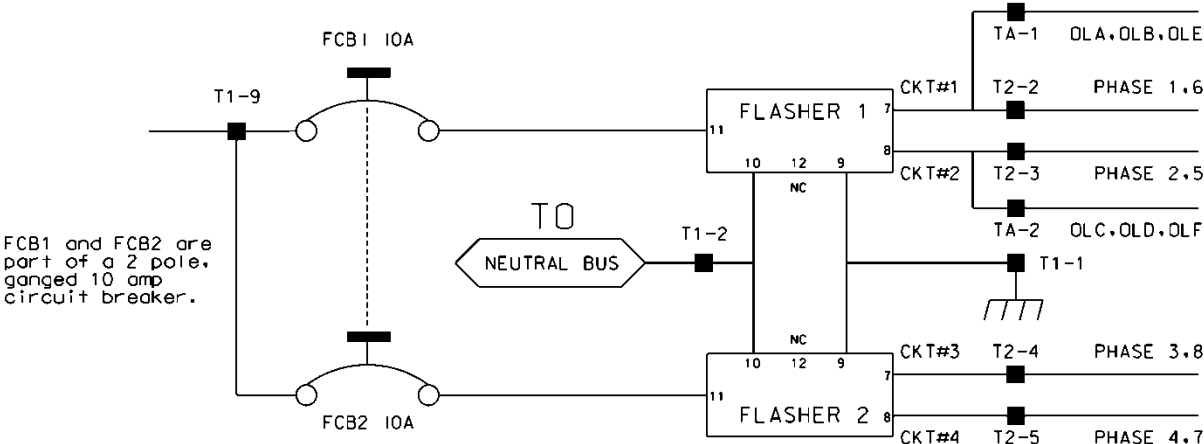 FCB1 10A
T1-9
FCB1 and FCB2 are
part of a 2 pole,
ganged 10 amp
circuit breaker.
FCB2 10A
TO
NEUTRAL BUS
T1-2
FLASHER 1
11
7
8
10 12 9
NC
CKT#1
CKT#2
TA-1 OLA,OLB,OLE
T2-2 PHASE 1,6
T2-3 PHASE 2,5
TA-2 OLC,OLD,OLF
T1-1
NC
10 12 9
11
7
8
FLASHER 2
CKT#3 T2-4 PHASE 3,8
CKT#4 T2-5 PHASE 4,7